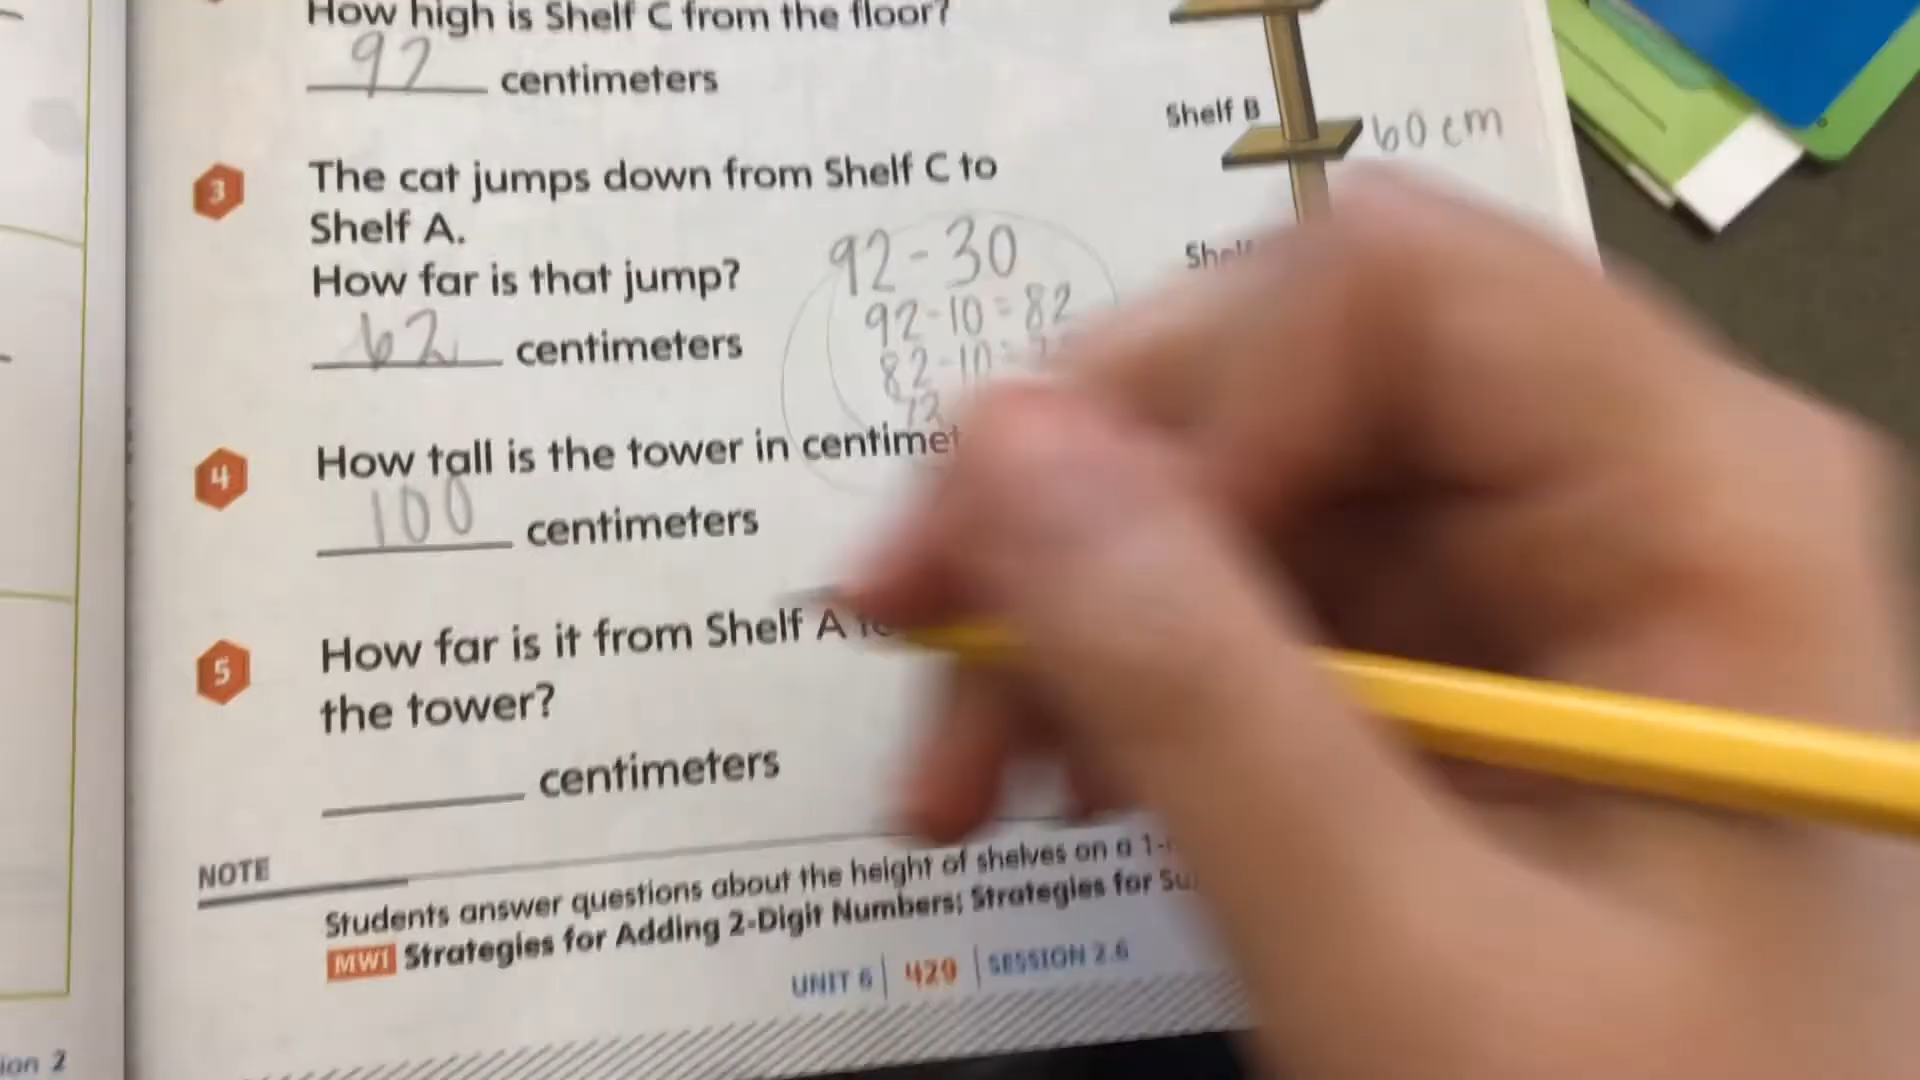 How high is Shelf C from the floor?
92 centimeters
Shelf B
60 cm
3
The cat jumps down from Shelf C to
Shelf A.
How far is that jump?
62 centimeters
92-30
92-10=82
82-10=
72
4
How tall is the tower in
100 centimeters
5
How far is it from Shelf A
the tower?
centimeters
NOTE
Students answer questions about the height of shelves on a
MWI Strategies for Adding 2-Digit Numbers; Strategies for
UNIT 6 | 429 | SESSION 2.6